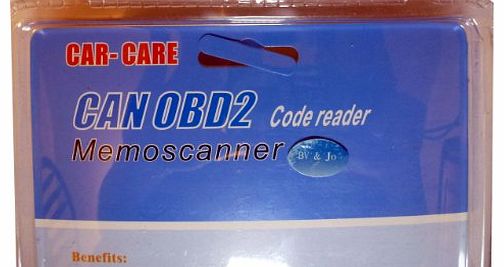 CAR-CARE
CAN OBD2 Code reader
Memoscanner
BV & Jo
Benefits: